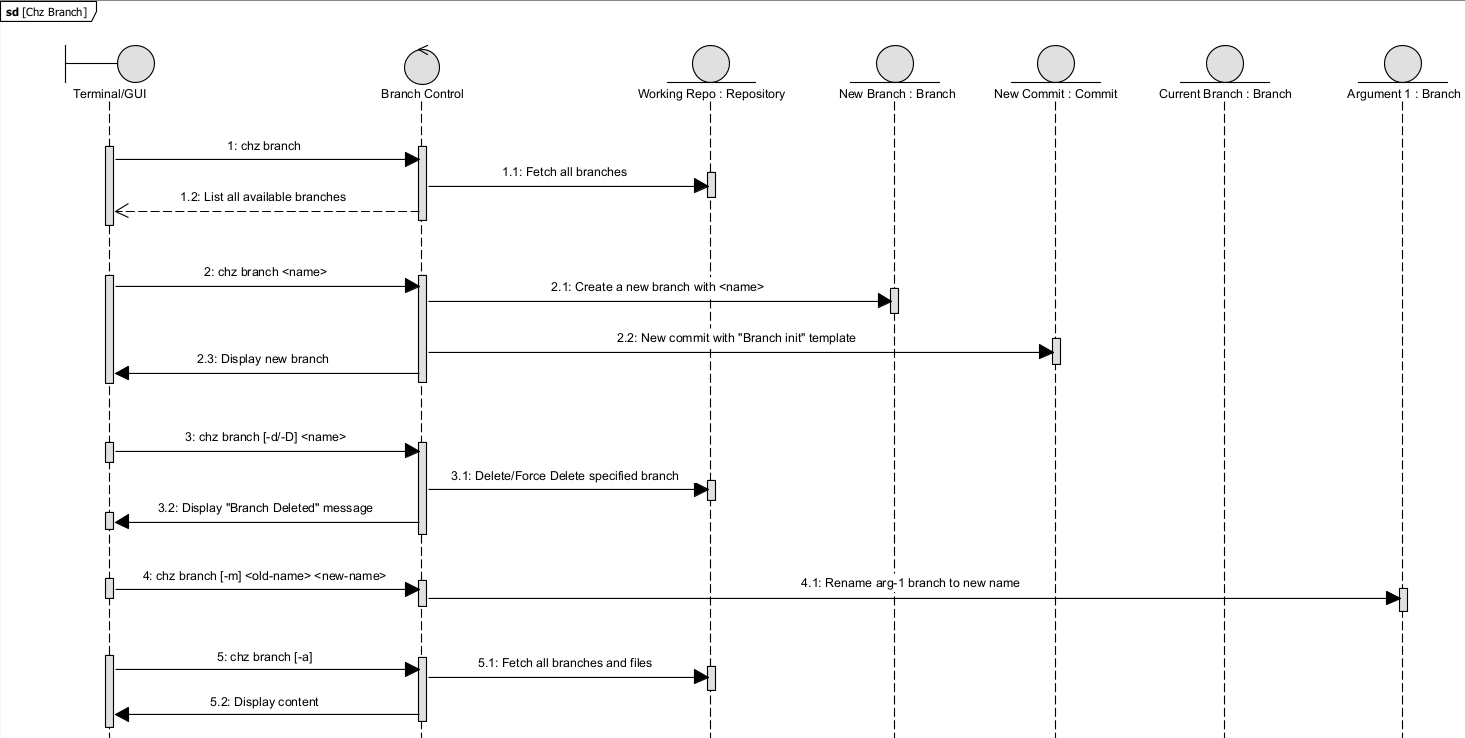 sd [Chz Branch]
Terminal/GUI
Branch Control
Working Repo : Repository
New Branch : Branch
New Commit : Commit
Current Branch : Branch
Argument 1 : Branch
1: chz branch
1.1: Fetch all branches
1.2: List all available branches
2: chz branch <name>
2.1: Create a new branch with <name>
2.2: New commit with "Branch init" template
2.3: Display new branch
3: chz branch [-d/-D] <name>
3.1: Delete/Force Delete specified branch
3.2: Display "Branch Deleted" message
4: chz branch [-m] <old-name> <new-name>
4.1: Rename arg-1 branch to new name
5: chz branch [-a]
5.1: Fetch all branches and files
5.2: Display content